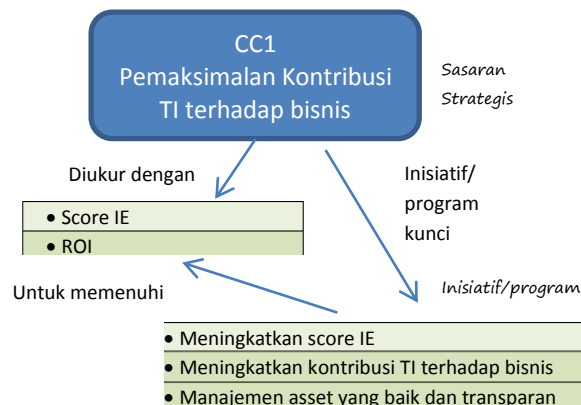 CC1
Pemaksimalan Kontribusi
TI terhadap bisnis
Sasaran
Strategis
Diukur dengan
Inisiatif/
program
kunci
• Score IE
• ROI
Untuk memenuhi
Inisiatif/program
• Meningkatkan score IE
• Meningkatkan kontribusi TI terhadap bisnis
• Manajemen asset yang baik dan transparan